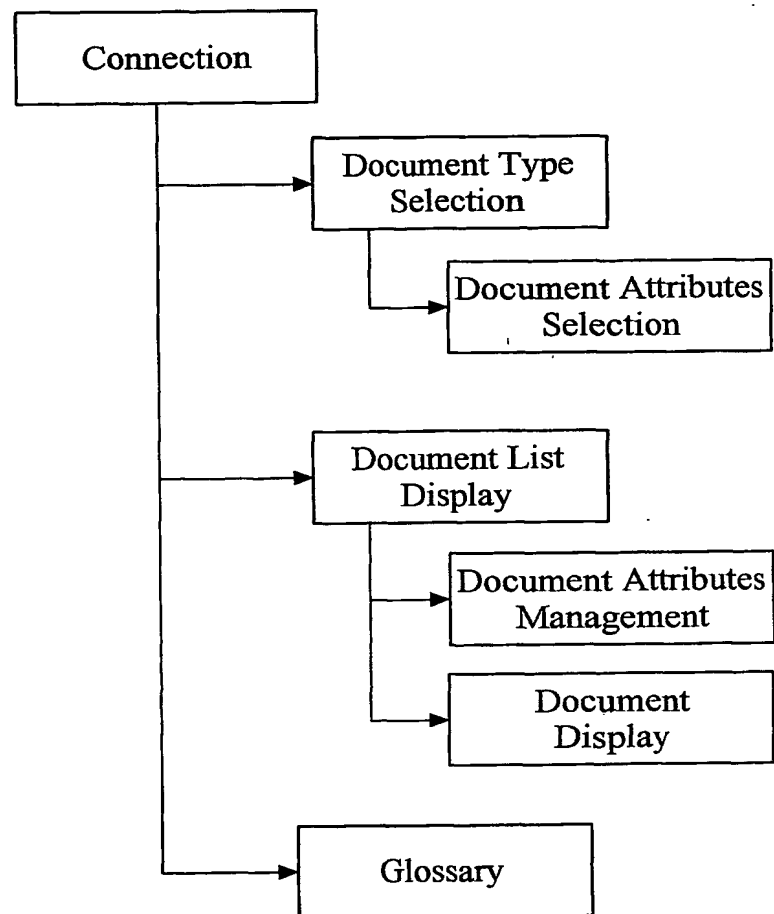 Connection
Document Type
Selection
Document Attributes
Selection
Document List
Display
Document Attributes
Management
Document
Display
Glossary